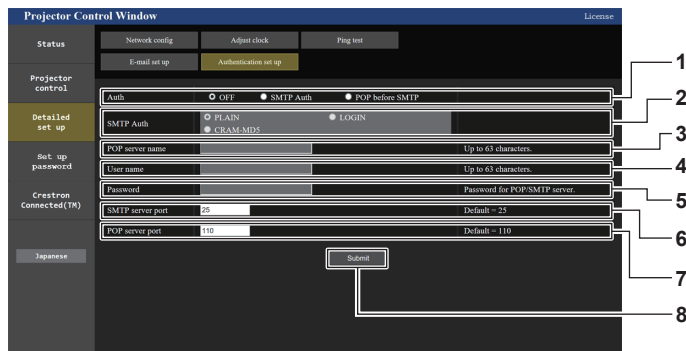 Projector Control Window License
Status
Network config Adjust clock Ping test
E-mail set up Authentication set up
Projector
control
Detailed
set up
Set up
password
Crestron
Connected(TM)
Japanese
Auth OFF SMTP Auth POP before SMTP 1
SMTP Auth PLAIN LOGIN 2
CRAM-MD5
POP server name Up to 63 characters. 3
User name Up to 63 characters. 4
Password Password for POP/SMTP server. 5
SMTP server port 25 Default = 25 6
POP server port 110 Default = 110 7
Submit 8